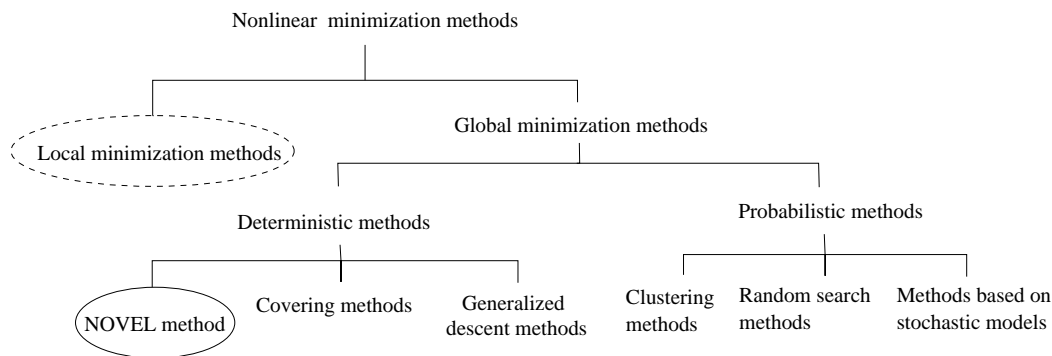 Nonlinear minimization methods
Local minimization methods
Global minimization methods
Deterministic methods
Probabilistic methods
NOVEL method
Covering methods
Generalized
descent methods
Clustering
methods
Random search
methods
Methods based on
stochastic models